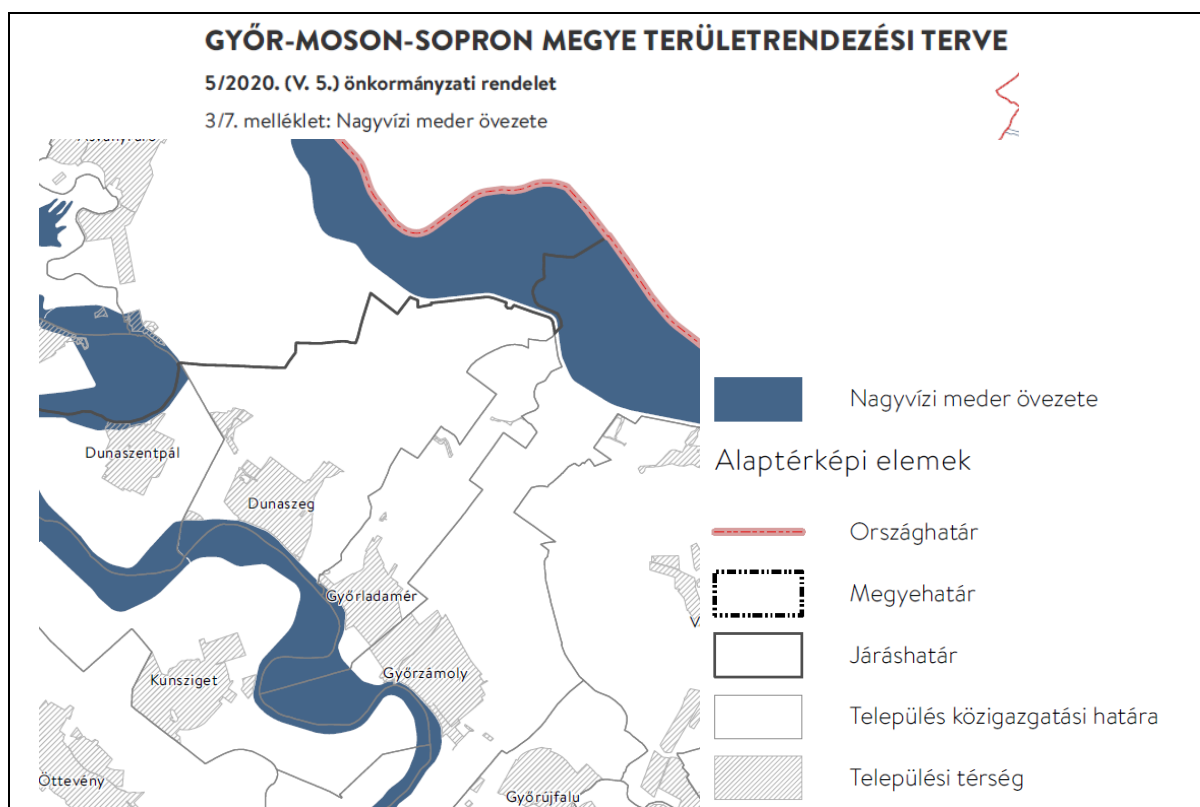 GYŐR-MOSON-SOPRON MEGYE TERÜLETRENDEZÉSI TERVE
5/2020. (V. 5.) önkormányzati rendelet
3/7. melléklet: Nagyvízi meder övezete
Dunaszentpál
Dunaszeg
Győrladamér
Kunsziget
Győrzámoly
Öttevény
Győrújfalu
Nagyvízi meder övezete
Alaptérképi elemek
Országhatár
Megyehatár
Járáshatár
Település közigazgatási határa
Települési térség